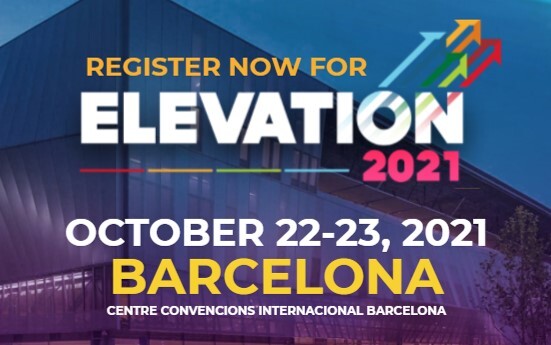 REGISTER NOW FOR
ELEVATION
2021
OCTOBER 22-23, 2021
BARCELONA
CENTRE CONVENCIONS INTERNACIONAL BARCELONA